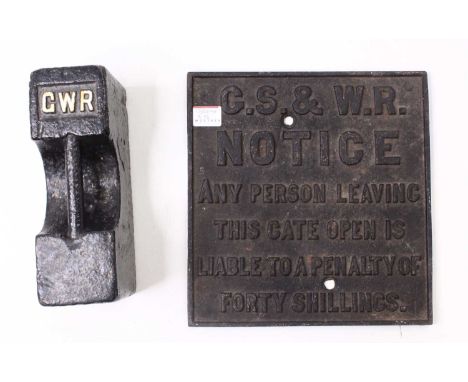 GWR
G.S. & W.R.
NOTICE
ANY PERSON LEAVING
THIS GATE OPEN IS
LIABLE TO A PENALTY OF
FORTY SHILLINGS.